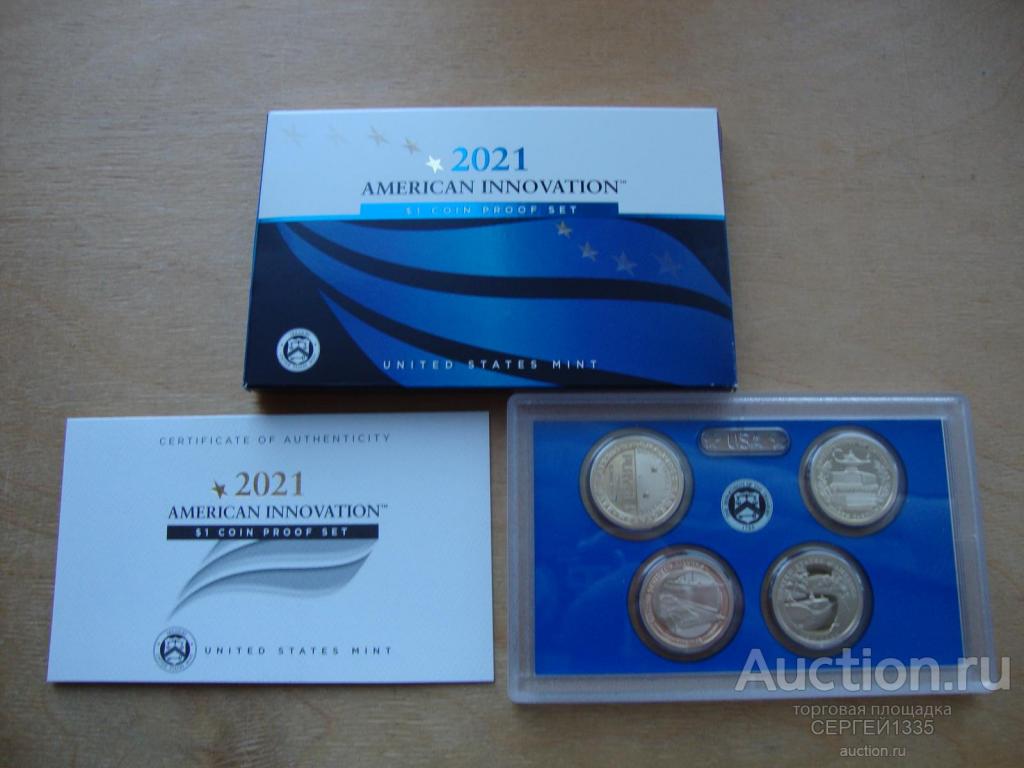 2021
AMERICAN INNOVATION™
$1 COIN PROOF SET
UNITED STATES MINT
CERTIFICATE OF AUTHENTICITY
2021
AMERICAN INNOVATION™
$1 COIN PROOF SET
UNITED STATES MINT
USA
Auction.ru
торговая площадка
СЕРГЕЙ1335
auction.ru